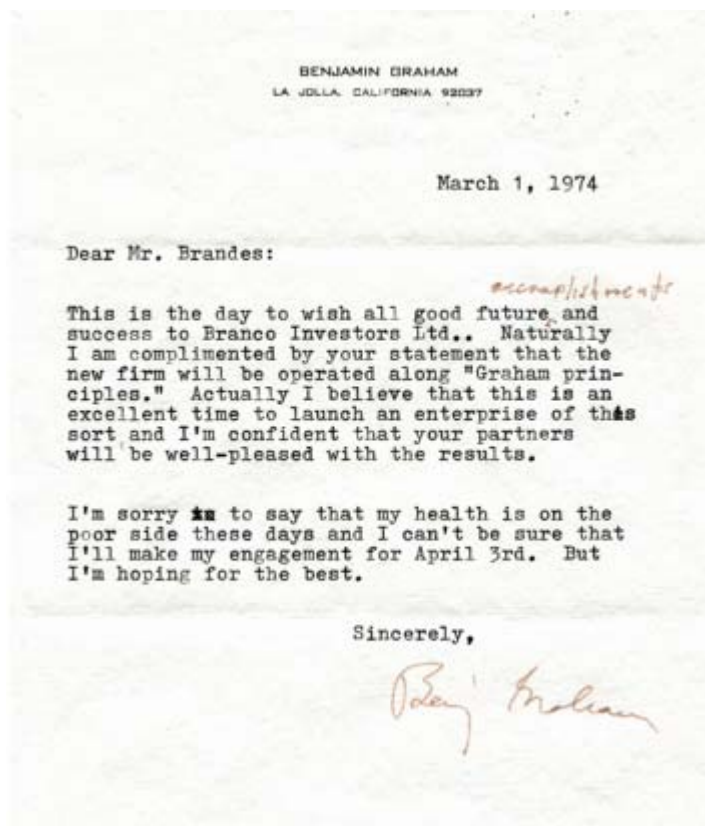 BENJAMIN GRAHAM
LA JOLLA, CALIFORNIA 92037
March 1, 1974
Dear Mr. Brandes:
accomplishments
This is the day to wish all good future and
success to Branco Investors Ltd.. Naturally
I am complimented by your statement that the
new firm will be operated along "Graham prin-
ciples." Actually I believe that this is an
excellent time to launch an enterprise of this
sort and I'm confident that your partners
will be well-pleased with the results.
I'm sorry to say that my health is on the
poor side these days and I can't be sure that
I'll make my engagement for April 3rd. But
I'm hoping for the best.
Sincerely,
Benj Graham